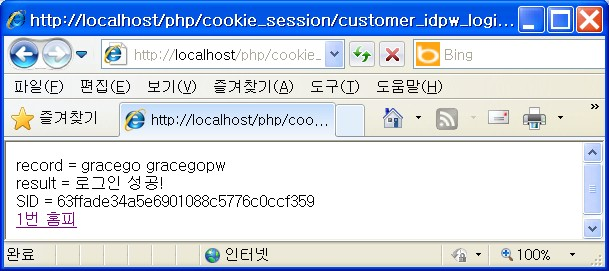 http://localhost/php/cookie_session/customer_idpw_logi...
http://localhost/php/cookie_
Bing
파일(F) 편집(E) 보기(V) 즐겨찾기(A) 도구(T) 도움말(H)
즐겨찾기
http://localhost/php/coo...
record = gracego gracegopw
result = 로그인 성공!
SID = 63ffade34a5e6901088c5776c0ccf359
1번 홈피
완료
인터넷
100%